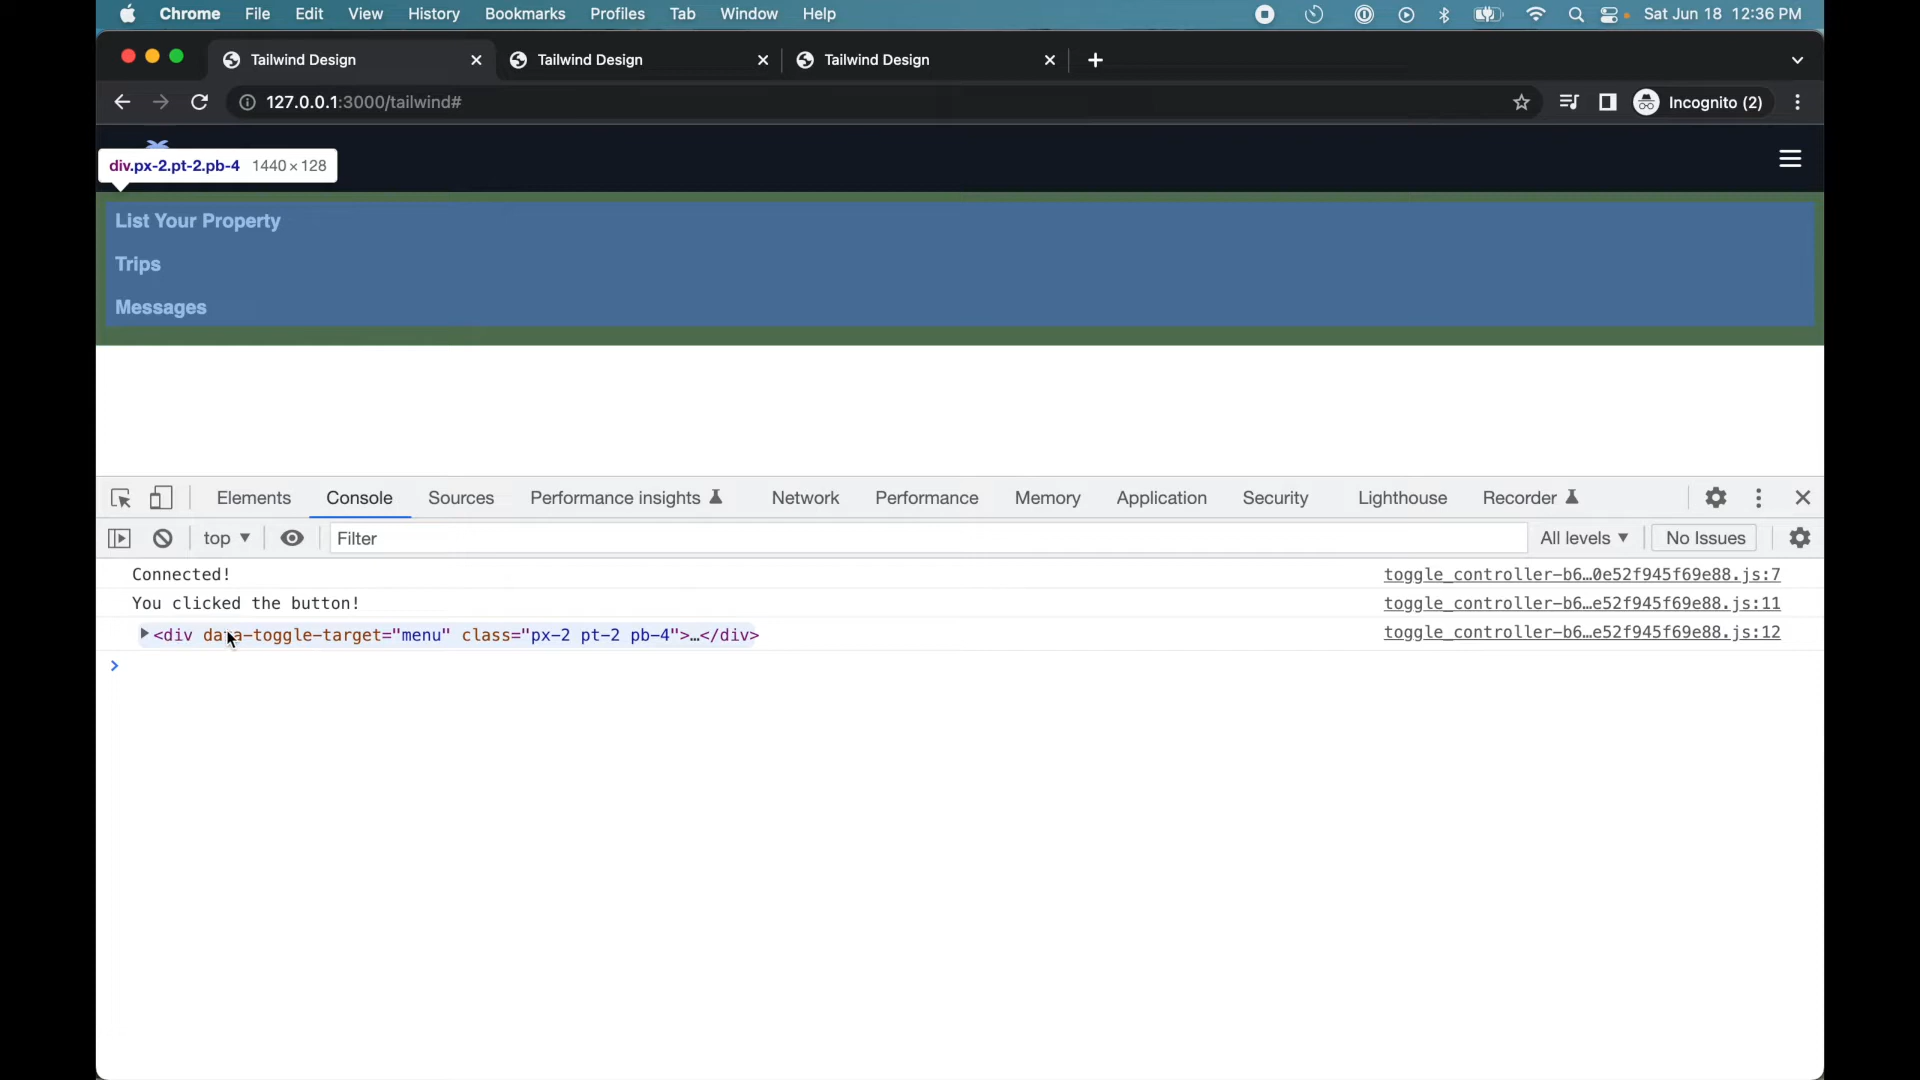 Chrome File Edit View History Bookmarks Profiles Tab Window Help Sat Jun 18 12:36 PM
Tailwind Design Tailwind Design Tailwind Design
127.0.0.1:3000/tailwind# Incognito (2)
div.px-2.pt-2.pb-4 1440×128
List Your Property
Trips
Messages
Elements Console Sources Performance insights Network Performance Memory Application Security Lighthouse Recorder
top Filter All levels No Issues
Connected! toggle_controller-b6…0e52f945f69e88.js:7
You clicked the button! toggle_controller-b6…e52f945f69e88.js:11
<div data-toggle-target="menu" class="px-2 pt-2 pb-4">…</div> toggle_controller-b6…e52f945f69e88.js:12